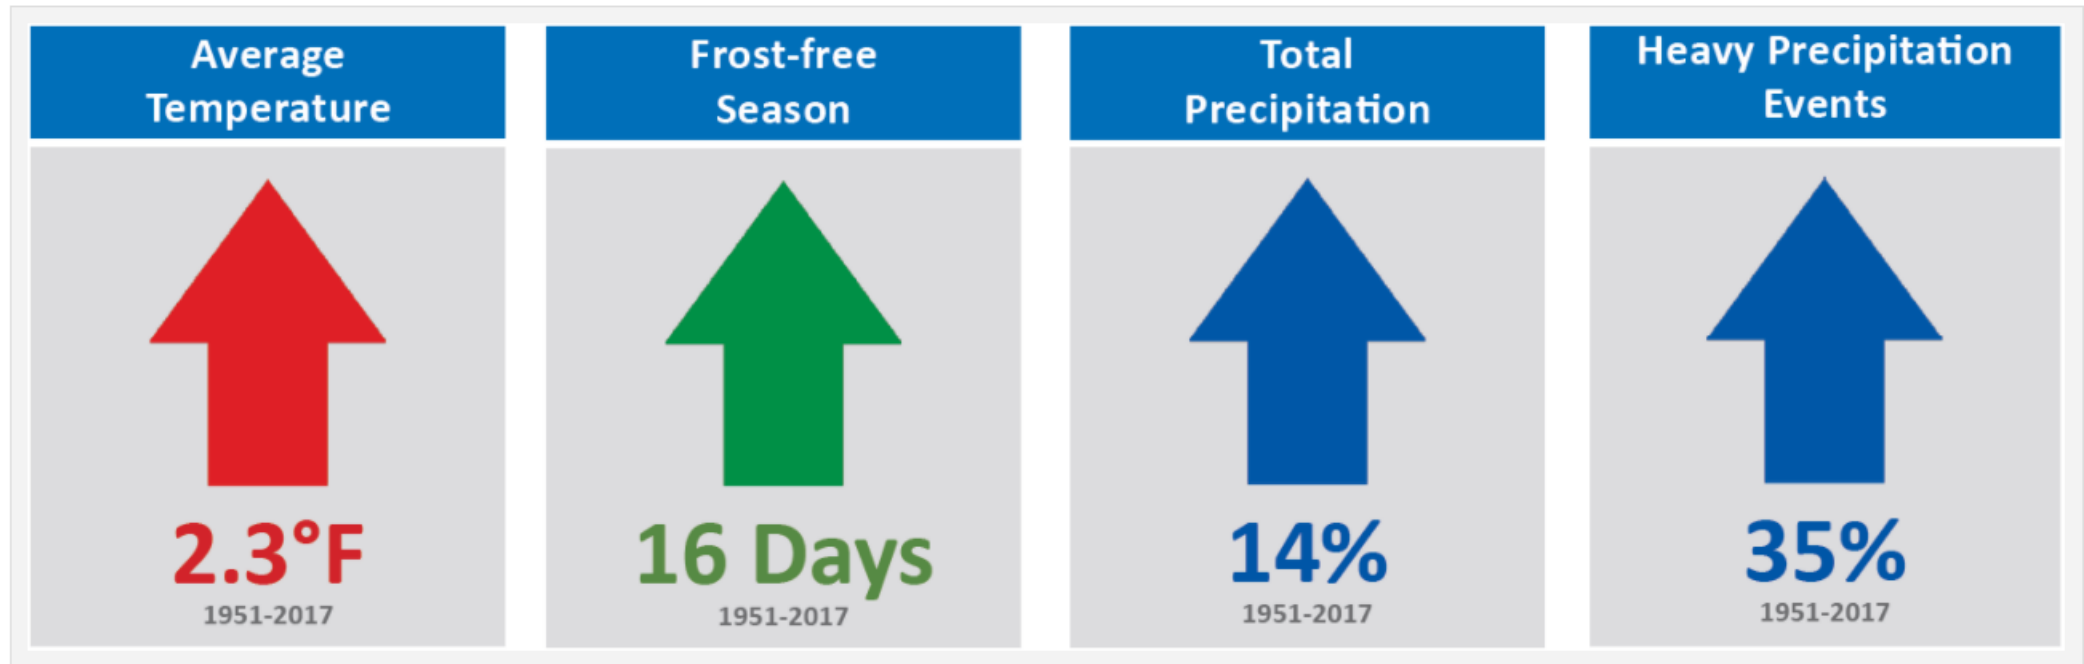 Average
Temperature
2.3°F
1951-2017
Frost-free
Season
16 Days
1951-2017
Total
Precipitation
14%
1951-2017
Heavy Precipitation
Events
35%
1951-2017